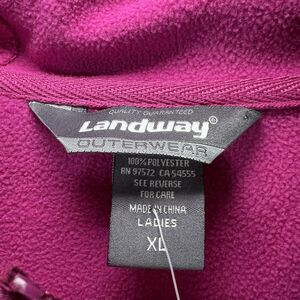 QUALITY GUARANTEED
Landway®
OUTERWEAR
100% POLYESTER
RN 97572 CA 54555
SEE REVERSE
FOR CARE
MADE IN CHINA
LADIES
XL